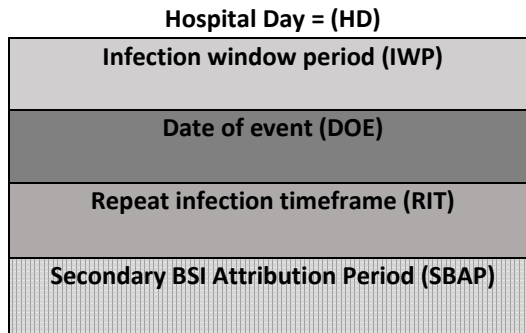 Hospital Day = (HD)
Infection window period (IWP)
Date of event (DOE)
Repeat infection timeframe (RIT)
Secondary BSI Attribution Period (SBAP)